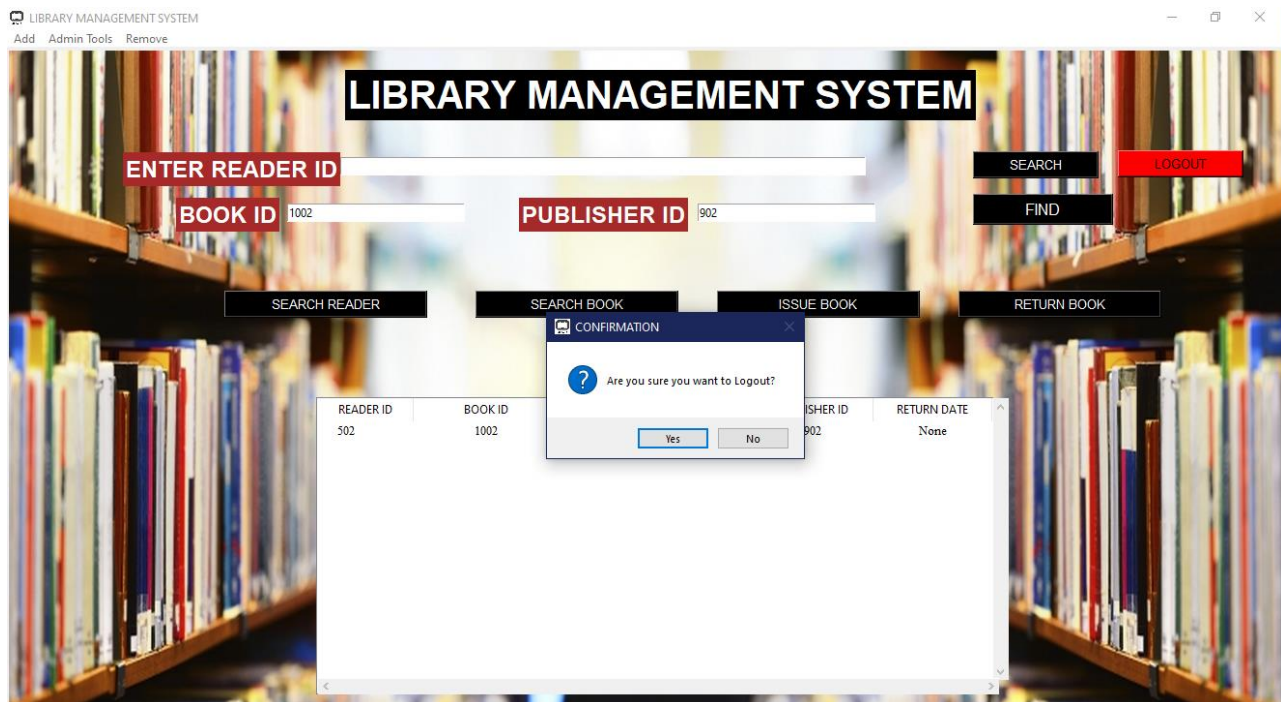 LIBRARY MANAGEMENT SYSTEM
Add Admin Tools Remove
LIBRARY MANAGEMENT SYSTEM
ENTER READER ID SEARCH LOGOUT
BOOK ID 1002 PUBLISHER ID 902 FIND
SEARCH READER SEARCH BOOK ISSUE BOOK RETURN BOOK
CONFIRMATION
Are you sure you want to Logout?
Yes No
READER ID BOOK ID ISHER ID RETURN DATE
502 1002 902 None